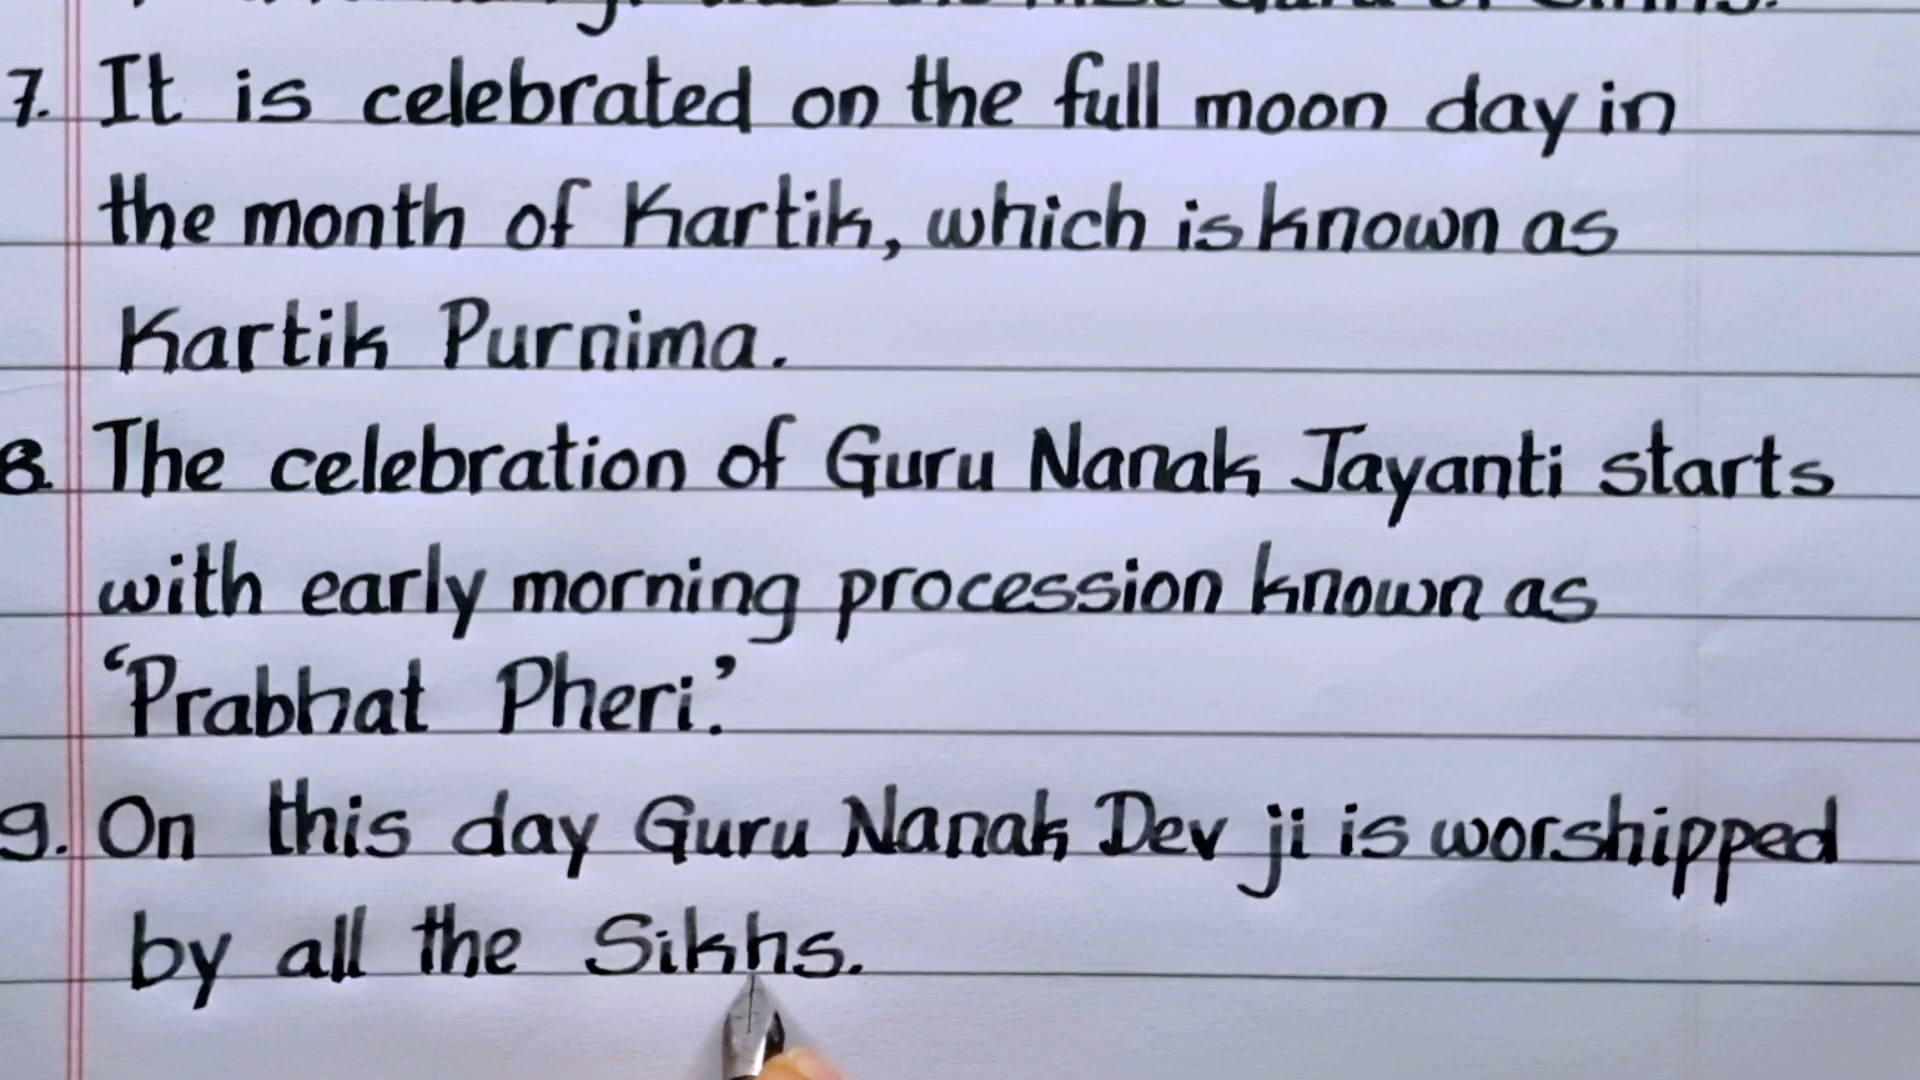 7. It is celebrated on the full moon day in
the month of Kartik, which is known as
Kartik Purnima.
8. The celebration of Guru Nanak Jayanti starts
with early morning procession known as
‘Prabhat Pheri.’
9. On this day Guru Nanak Dev ji is worshipped
by all the Sikhs.